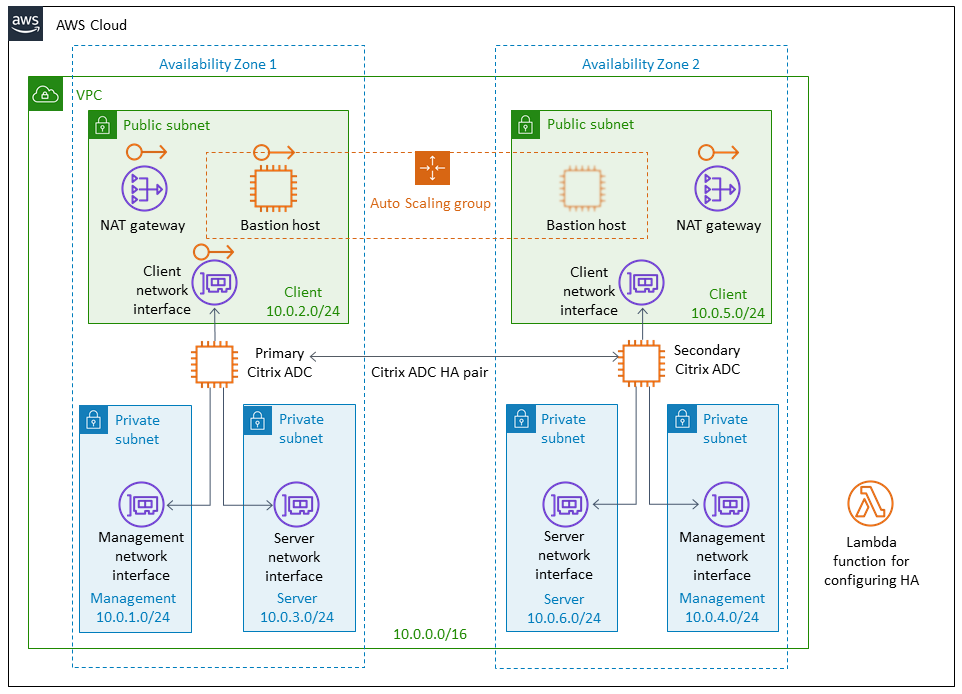 aws
AWS Cloud
Availability Zone 1
Availability Zone 2
VPC
Public subnet
Public subnet
NAT gateway
Bastion host
Auto Scaling group
Bastion host
NAT gateway
Client
network
interface
Client
10.0.2.0/24
Client
network
interface
Client
10.0.5.0/24
Primary
Citrix ADC
Citrix ADC HA pair
Secondary
Citrix ADC
Private
subnet
Management
network
interface
Management
10.0.1.0/24
Private
subnet
Server
network
interface
Server
10.0.3.0/24
Private
subnet
Server
network
interface
Server
10.0.6.0/24
Private
subnet
Management
network
interface
Management
10.0.4.0/24
10.0.0.0/16
Lambda
function for
configuring HA